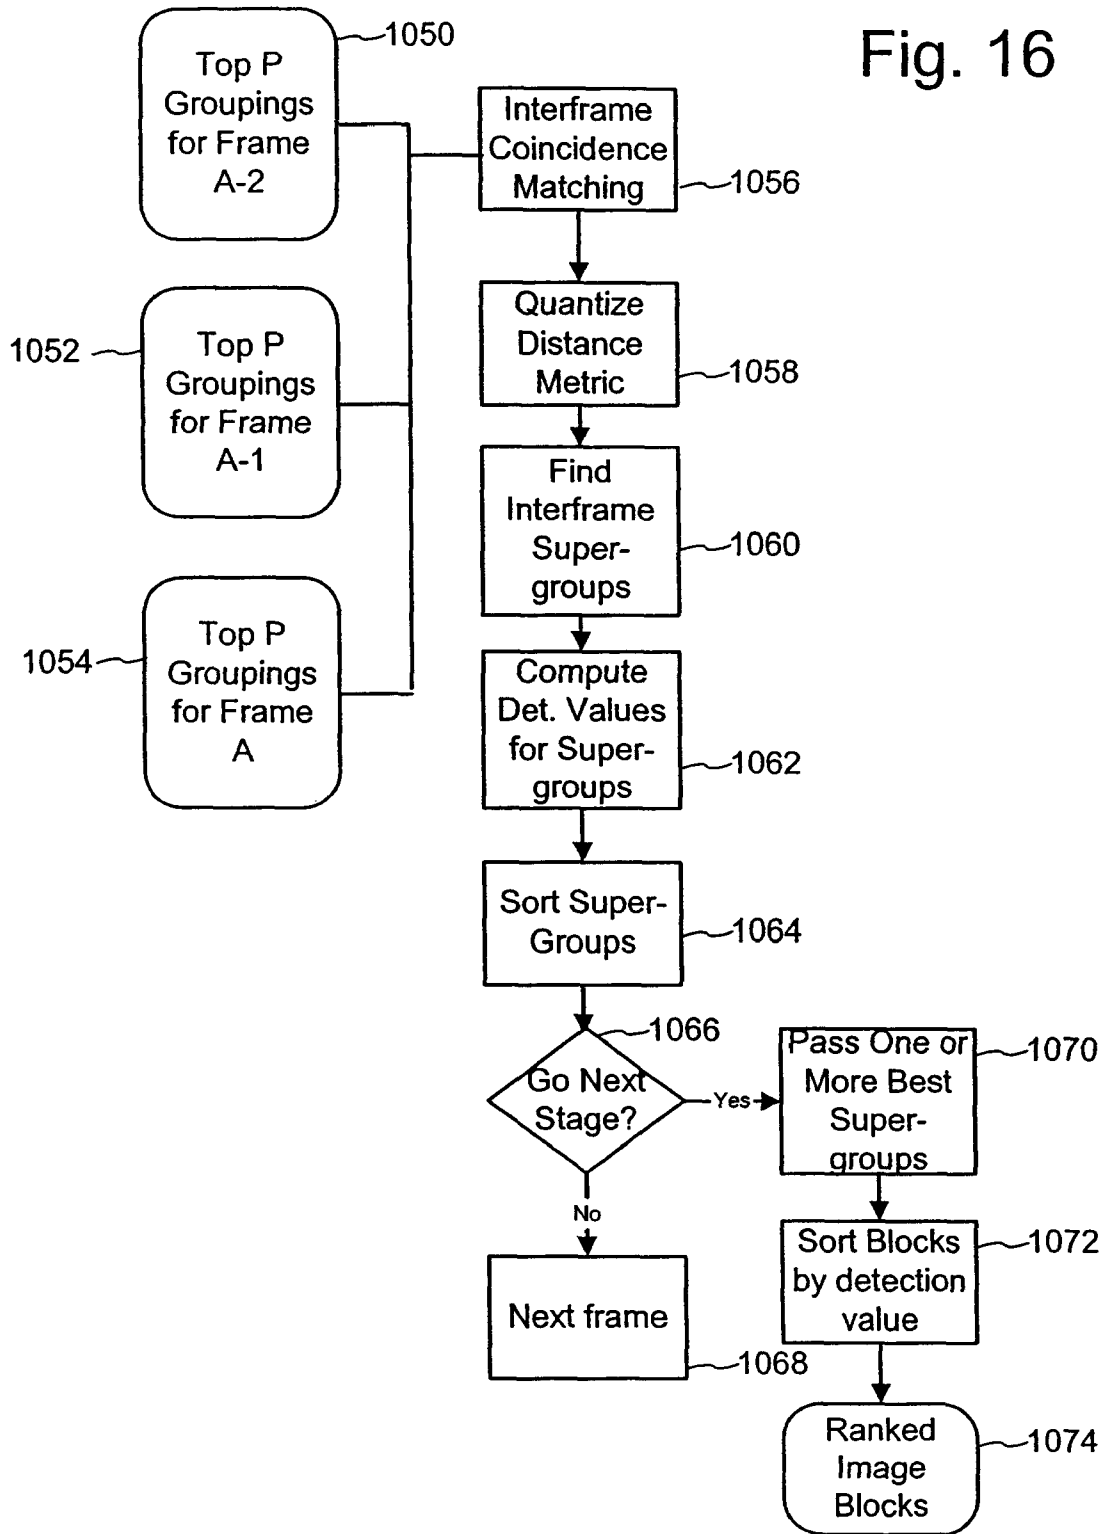 Fig. 16
1050
Top P
Groupings
for Frame
A-2
Interframe
Coincidence
Matching
1056
1052
Top P
Groupings
for Frame
A-1
Quantize
Distance
Metric
1058
Find
Interframe
Super-
groups
1060
1054
Top P
Groupings
for Frame
A
Compute
Det. Values
for Super-
groups
1062
Sort Super-
Groups
1064
1066
Go Next
Stage?
Yes
Pass One or
More Best
Super-
groups
1070
No
Next frame
1068
Sort Blocks
by detection
value
1072
Ranked
Image
Blocks
1074